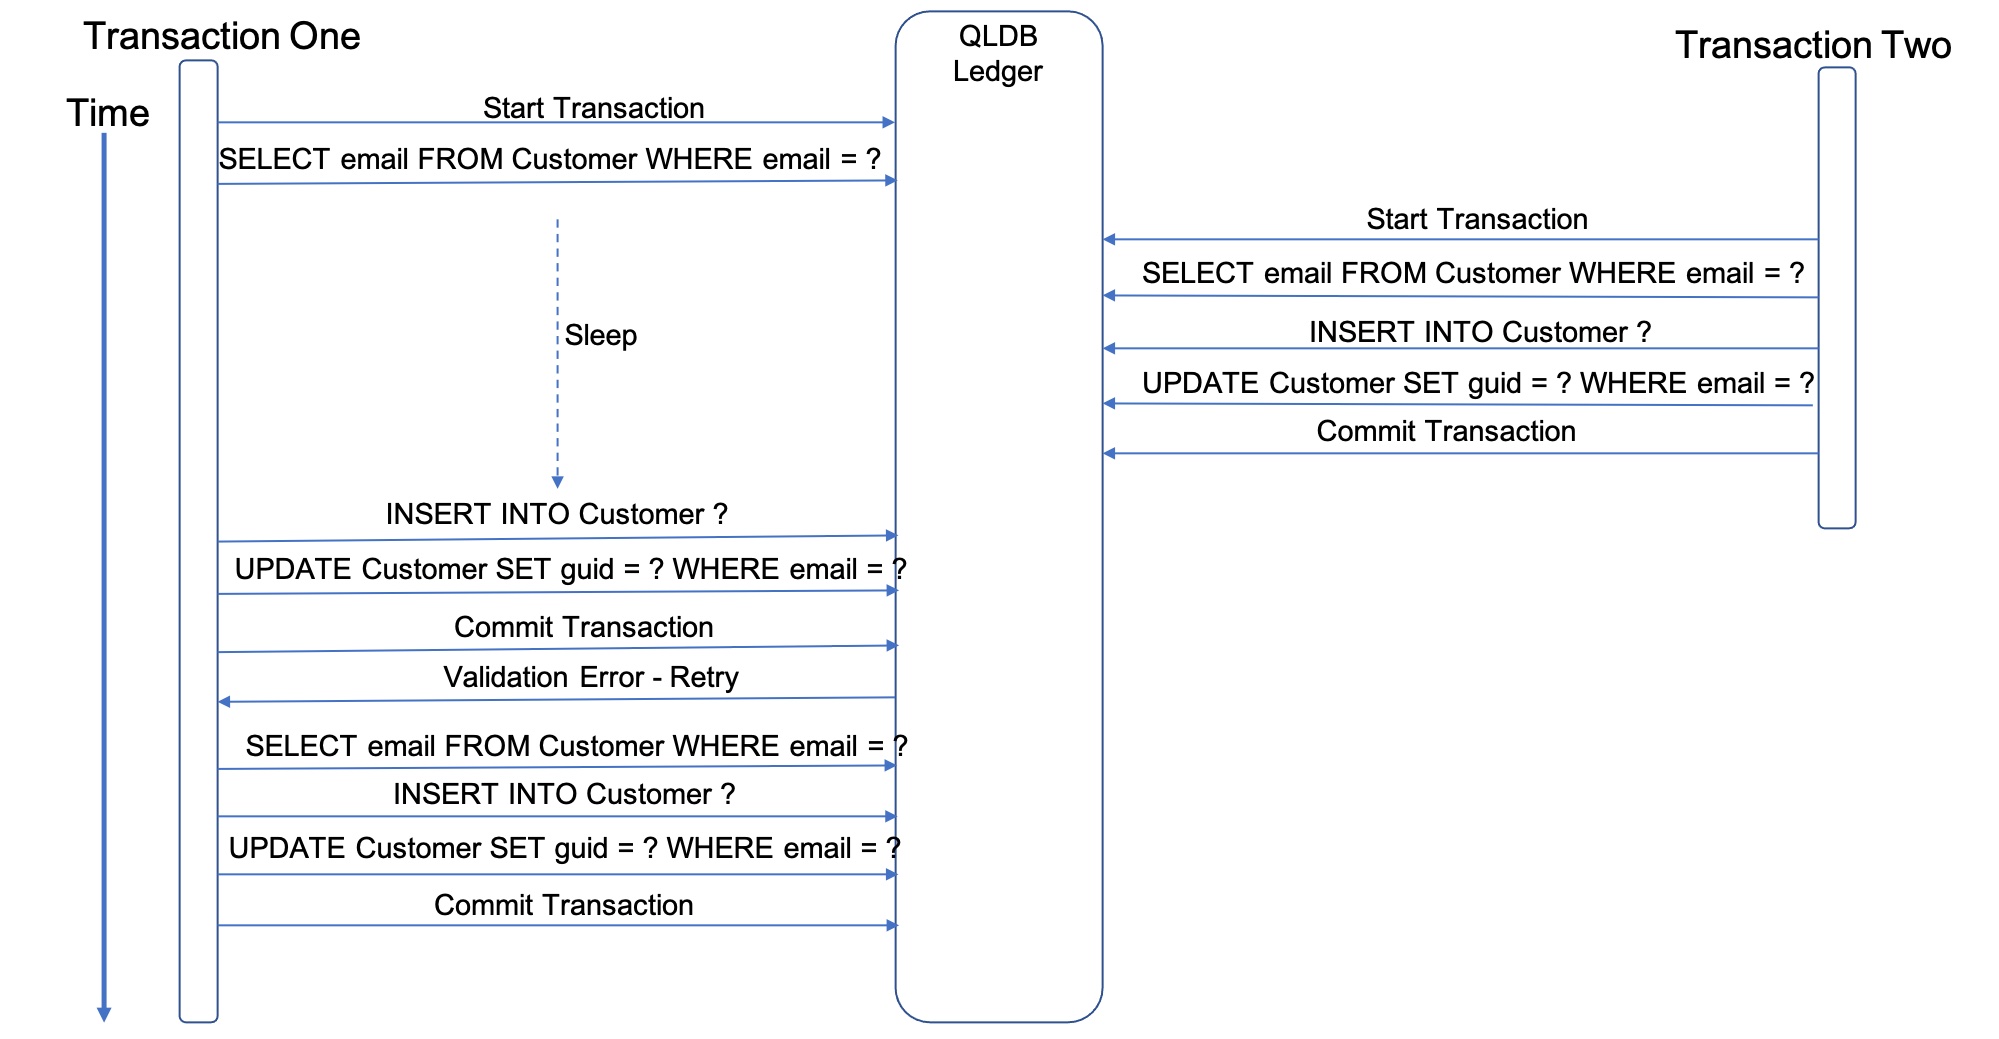 Transaction One
QLDB
Ledger
Transaction Two
Time
Start Transaction
SELECT email FROM Customer WHERE email = ?
Start Transaction
SELECT email FROM Customer WHERE email = ?
Sleep
INSERT INTO Customer ?
UPDATE Customer SET guid = ? WHERE email = ?
Commit Transaction
INSERT INTO Customer ?
UPDATE Customer SET guid = ? WHERE email = ?
Commit Transaction
Validation Error - Retry
SELECT email FROM Customer WHERE email = ?
INSERT INTO Customer ?
UPDATE Customer SET guid = ? WHERE email = ?
Commit Transaction